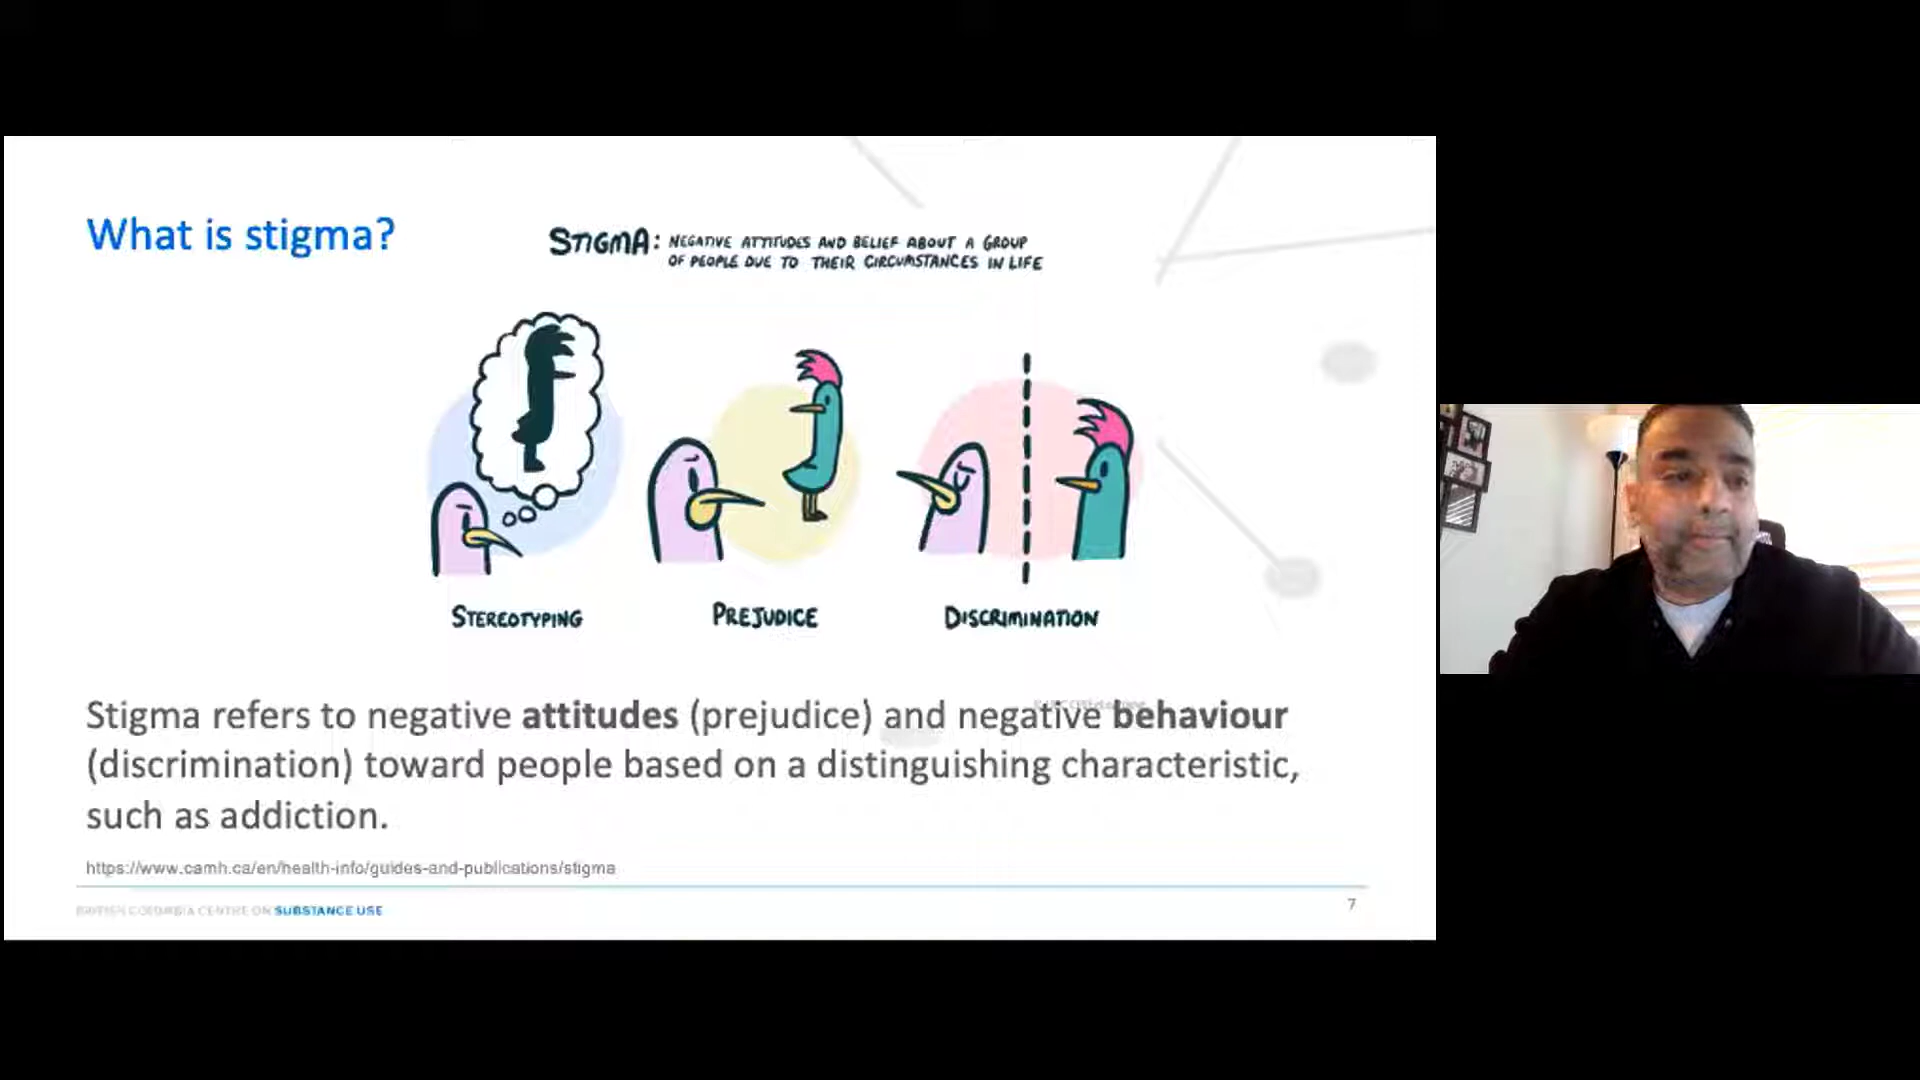 What is stigma?
STIGMA: NEGATIVE ATTITUDES AND BELIEF ABOUT A GROUP
OF PEOPLE DUE TO THEIR CIRCUMSTANCES IN LIFE
STEREOTYPING
PREJUDICE
DISCRIMINATION
Stigma refers to negative attitudes (prejudice) and negative behaviour
(discrimination) toward people based on a distinguishing characteristic,
such as addiction.
https://www.camh.ca/en/health-info/guides-and-publications/stigma
BRITISH COLUMBIA CENTRE ON SUBSTANCE USE
7